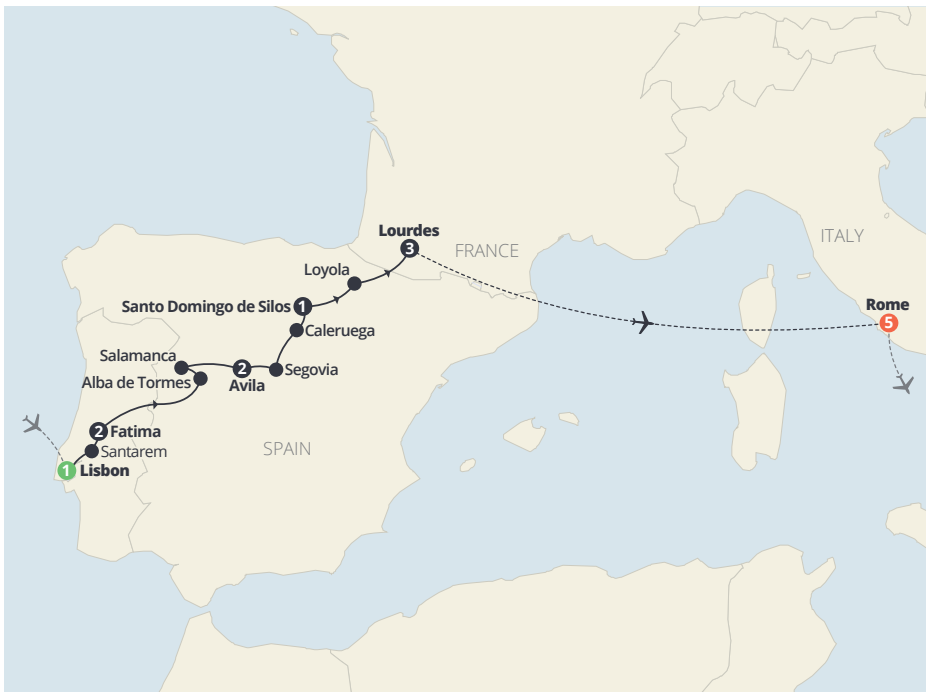 Lourdes
3
FRANCE
ITALY
Loyola
Santo Domingo de Silos 1
Rome
5
Caleruega
Salamanca
2
Avila
Segovia
Alba de Tormes
2 Fatima
Santarem
SPAIN
1 Lisbon